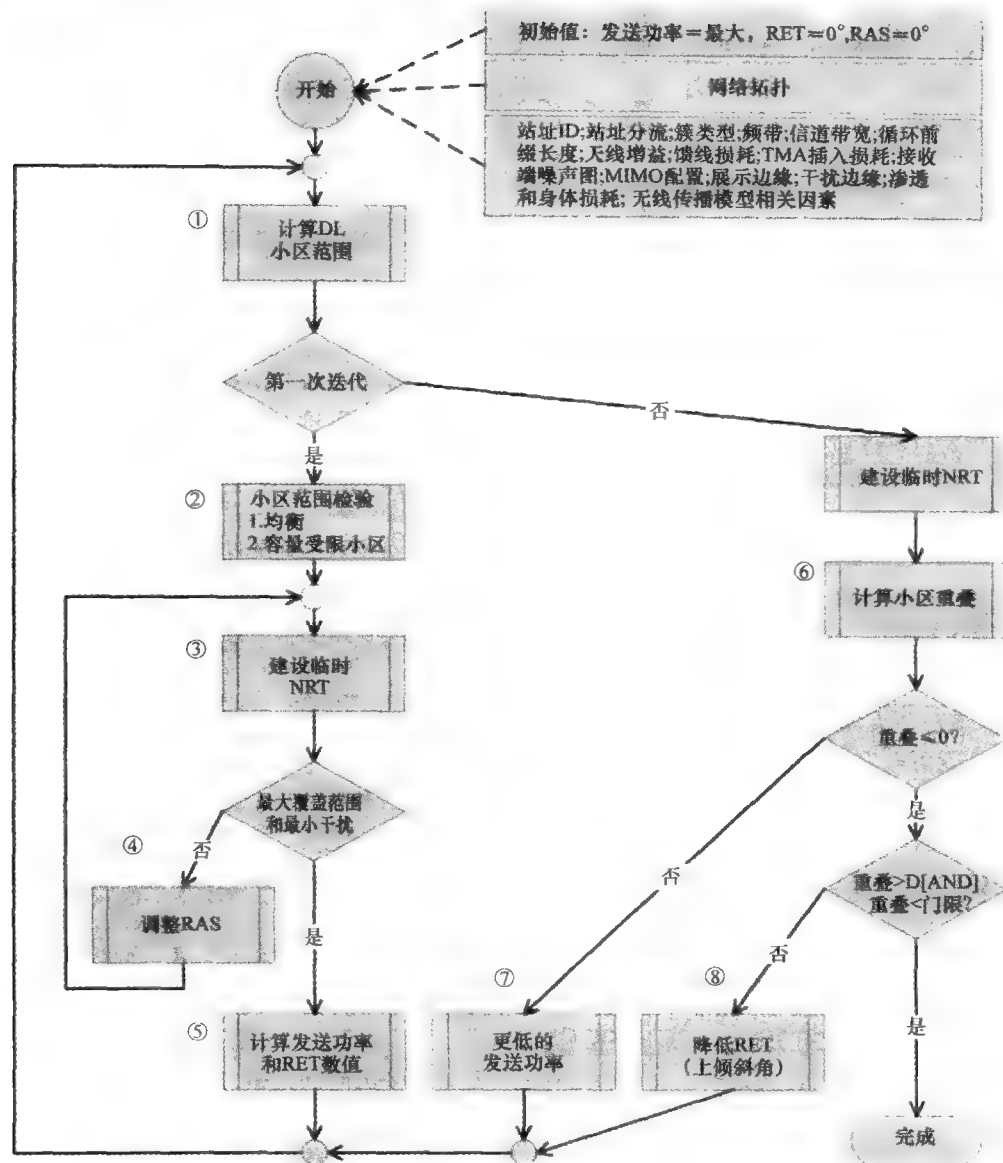 初始值：发送功率＝最大，RET＝0°,RAS＝0°
开始
网络拓扑
站址ID;站址分流;簇类型;频带;信道带宽;循环前
缀长度;天线增益;馈线损耗;TMA插入损耗;接收
端噪声图;MIMO配置;展示边缘;干扰边缘;渗透
和身体损耗；无线传播模型相关因素
①
计算DL
小区范围
第一次迭代
否
是
建设临时NRT
②
小区范围检验
1.均衡
2.容量受限小区
⑥
计算小区重叠
③
建设临时
NRT
重叠≤0?
是
最大覆盖范围
和最小干扰
④
否
否
重叠>D[AND]
重叠<门限?
调整RAS
是
否
⑦
⑧
⑤
计算发送功率
和RET数值
更低的
发送功率
降低RET
(上倾斜角)
是
完成